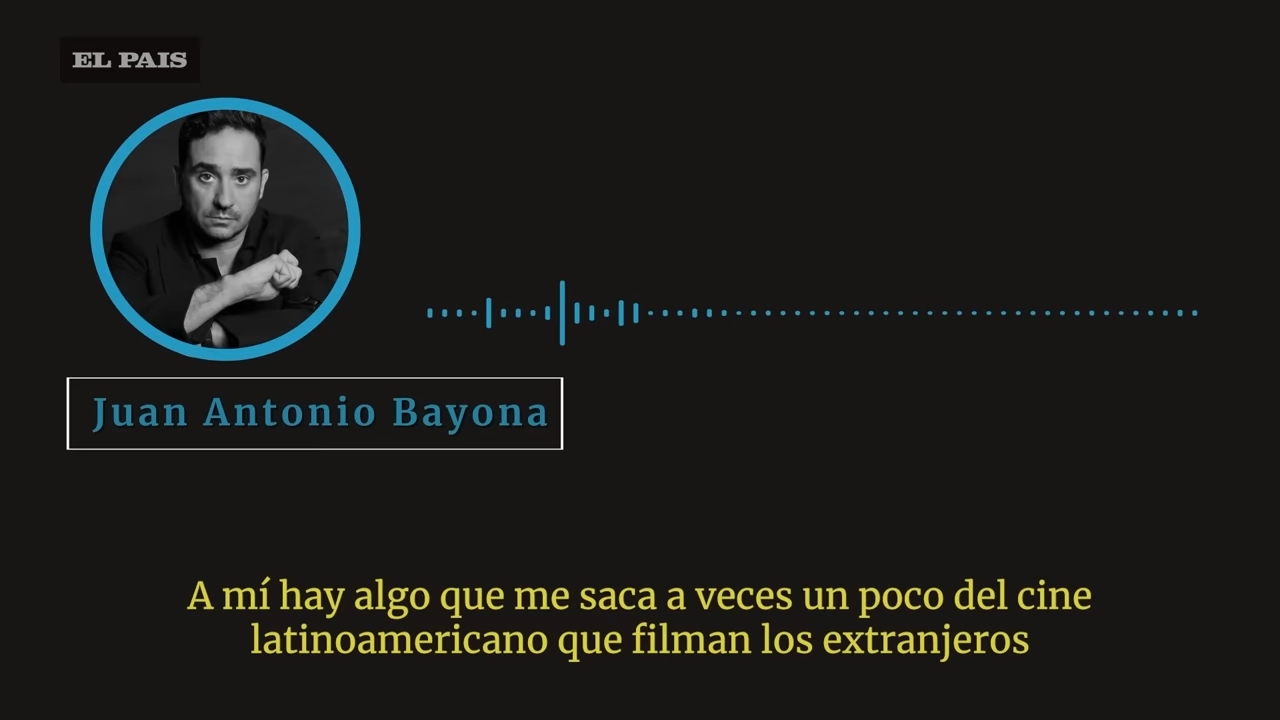 EL PAIS
Juan Antonio Bayona
A mí hay algo que me saca a veces un poco del cine
latinoamericano que filman los extranjeros